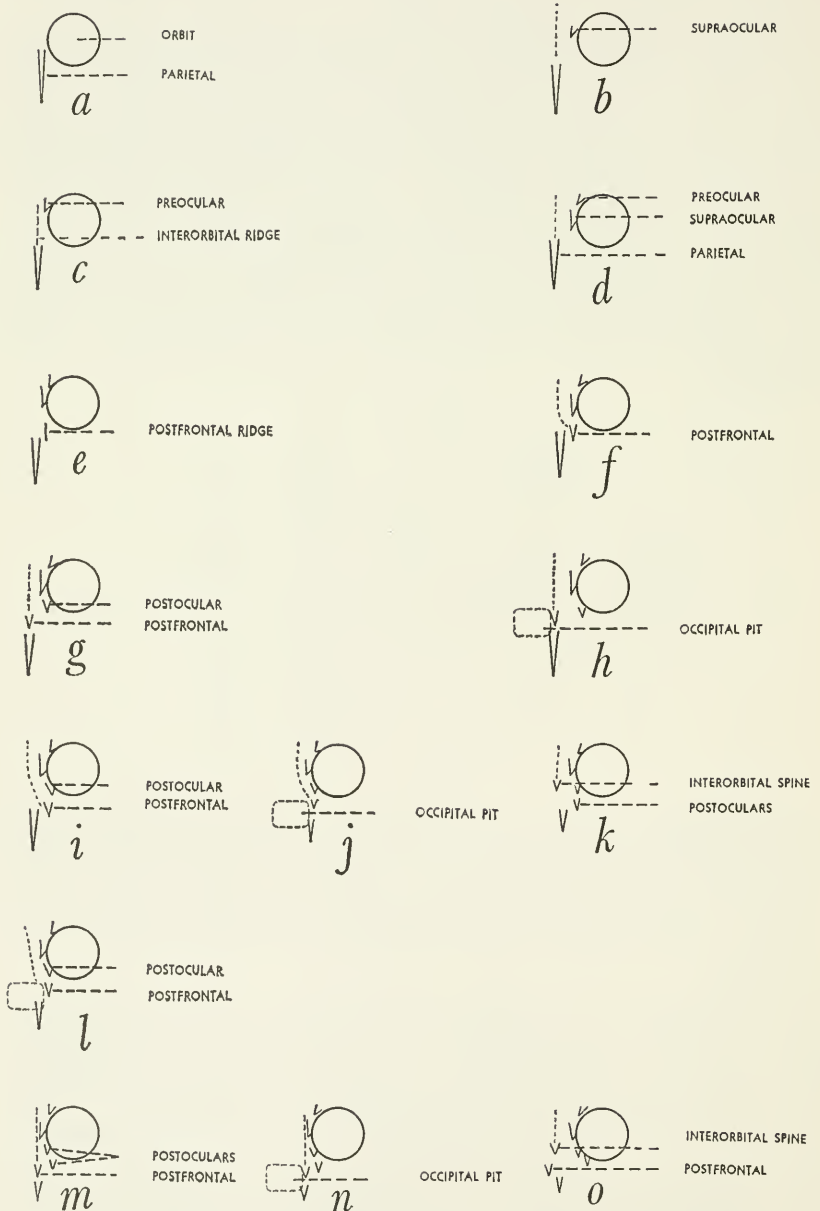 ORBIT
PARIETAL
a
SUPRAOCULAR
b
PREOCULAR
INTERORBITAL RIDGE
c
PREOCULAR
SUPRAOCULAR
PARIETAL
d
POSTFRONTAL RIDGE
e
POSTFRONTAL
f
POSTOCULAR
POSTFRONTAL
g
OCCIPITAL PIT
h
POSTOCULAR
POSTFRONTAL
i
OCCIPITAL PIT
j
INTERORBITAL SPINE
POSTOCULARS
k
POSTOCULAR
POSTFRONTAL
l
POSTOCULARS
POSTFRONTAL
m
OCCIPITAL PIT
n
INTERORBITAL SPINE
POSTFRONTAL
o